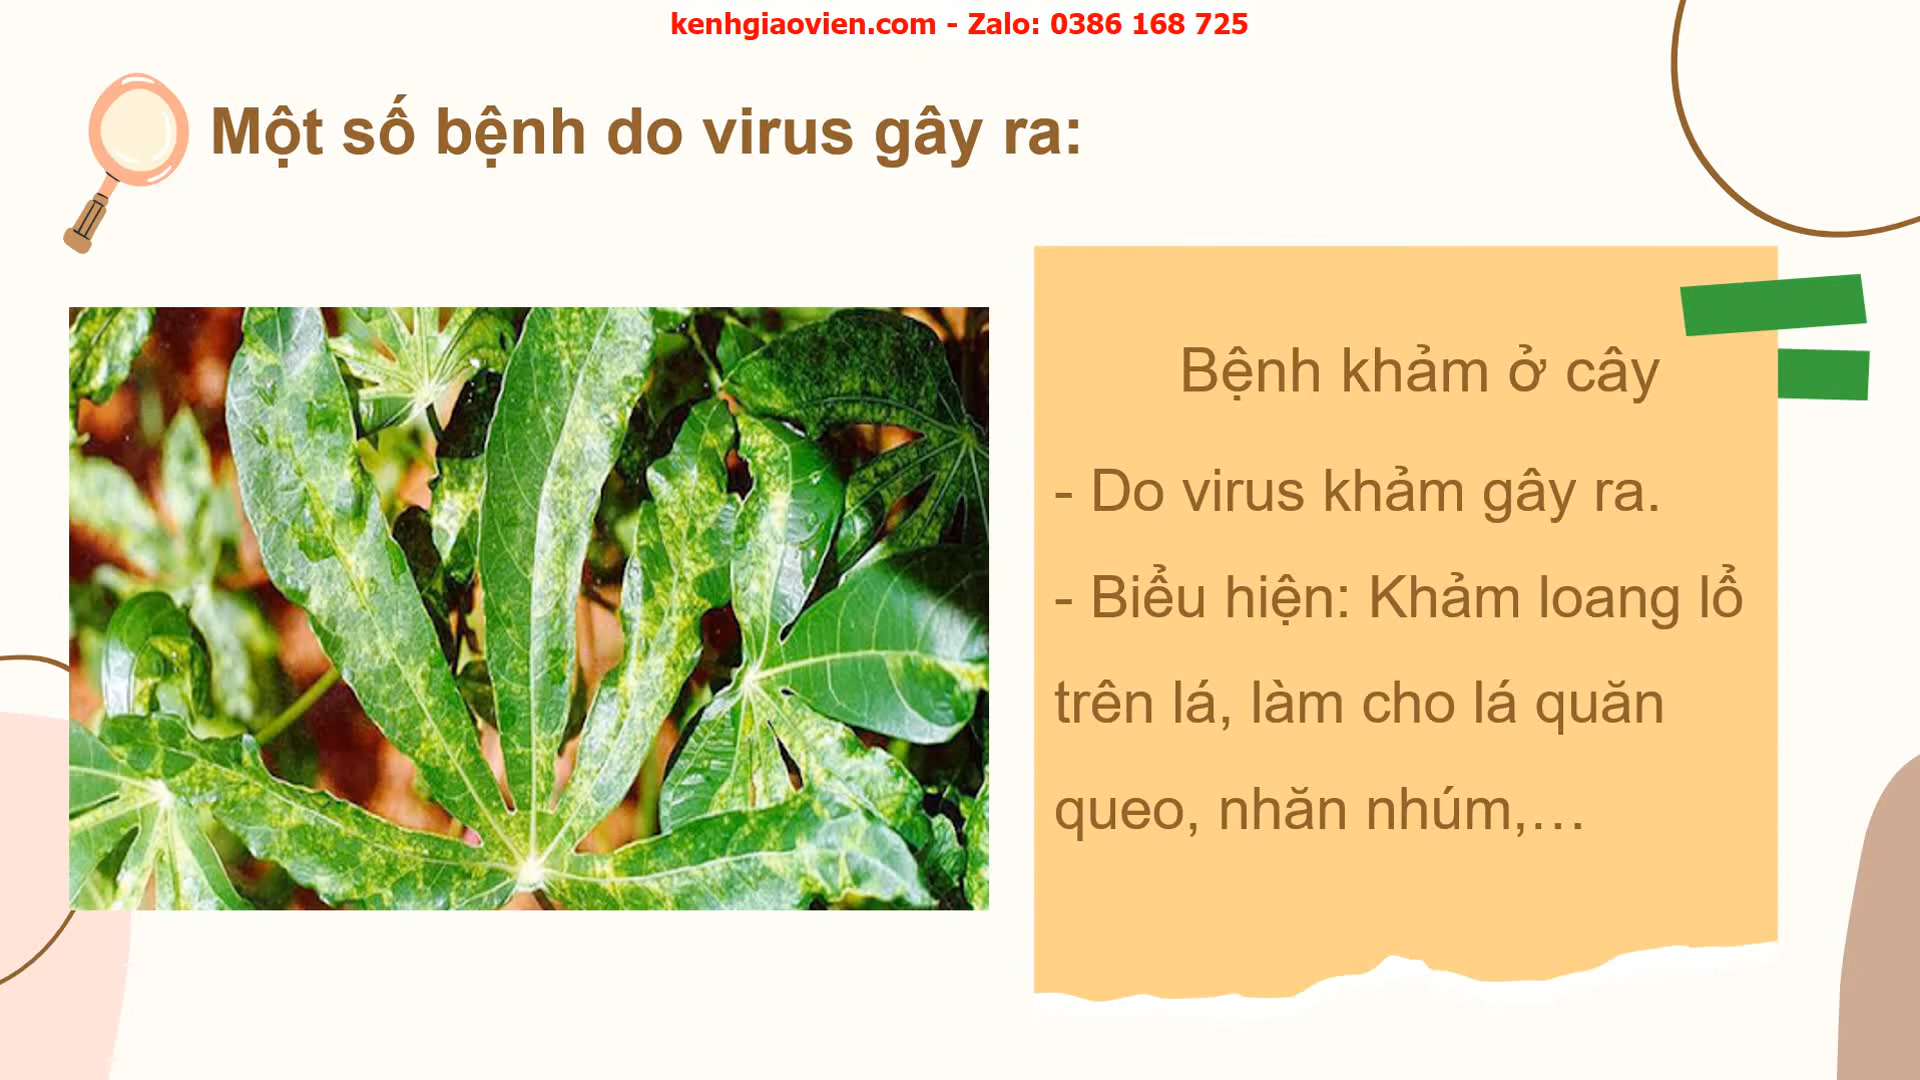 kenhgiaovien.com - Zalo: 0386 168 725
Một số bệnh do virus gây ra:
Bệnh khảm ở cây
- Do virus khảm gây ra.
- Biểu hiện: Khảm loang lổ
trên lá, làm cho lá quăn
queo, nhăn nhúm,...